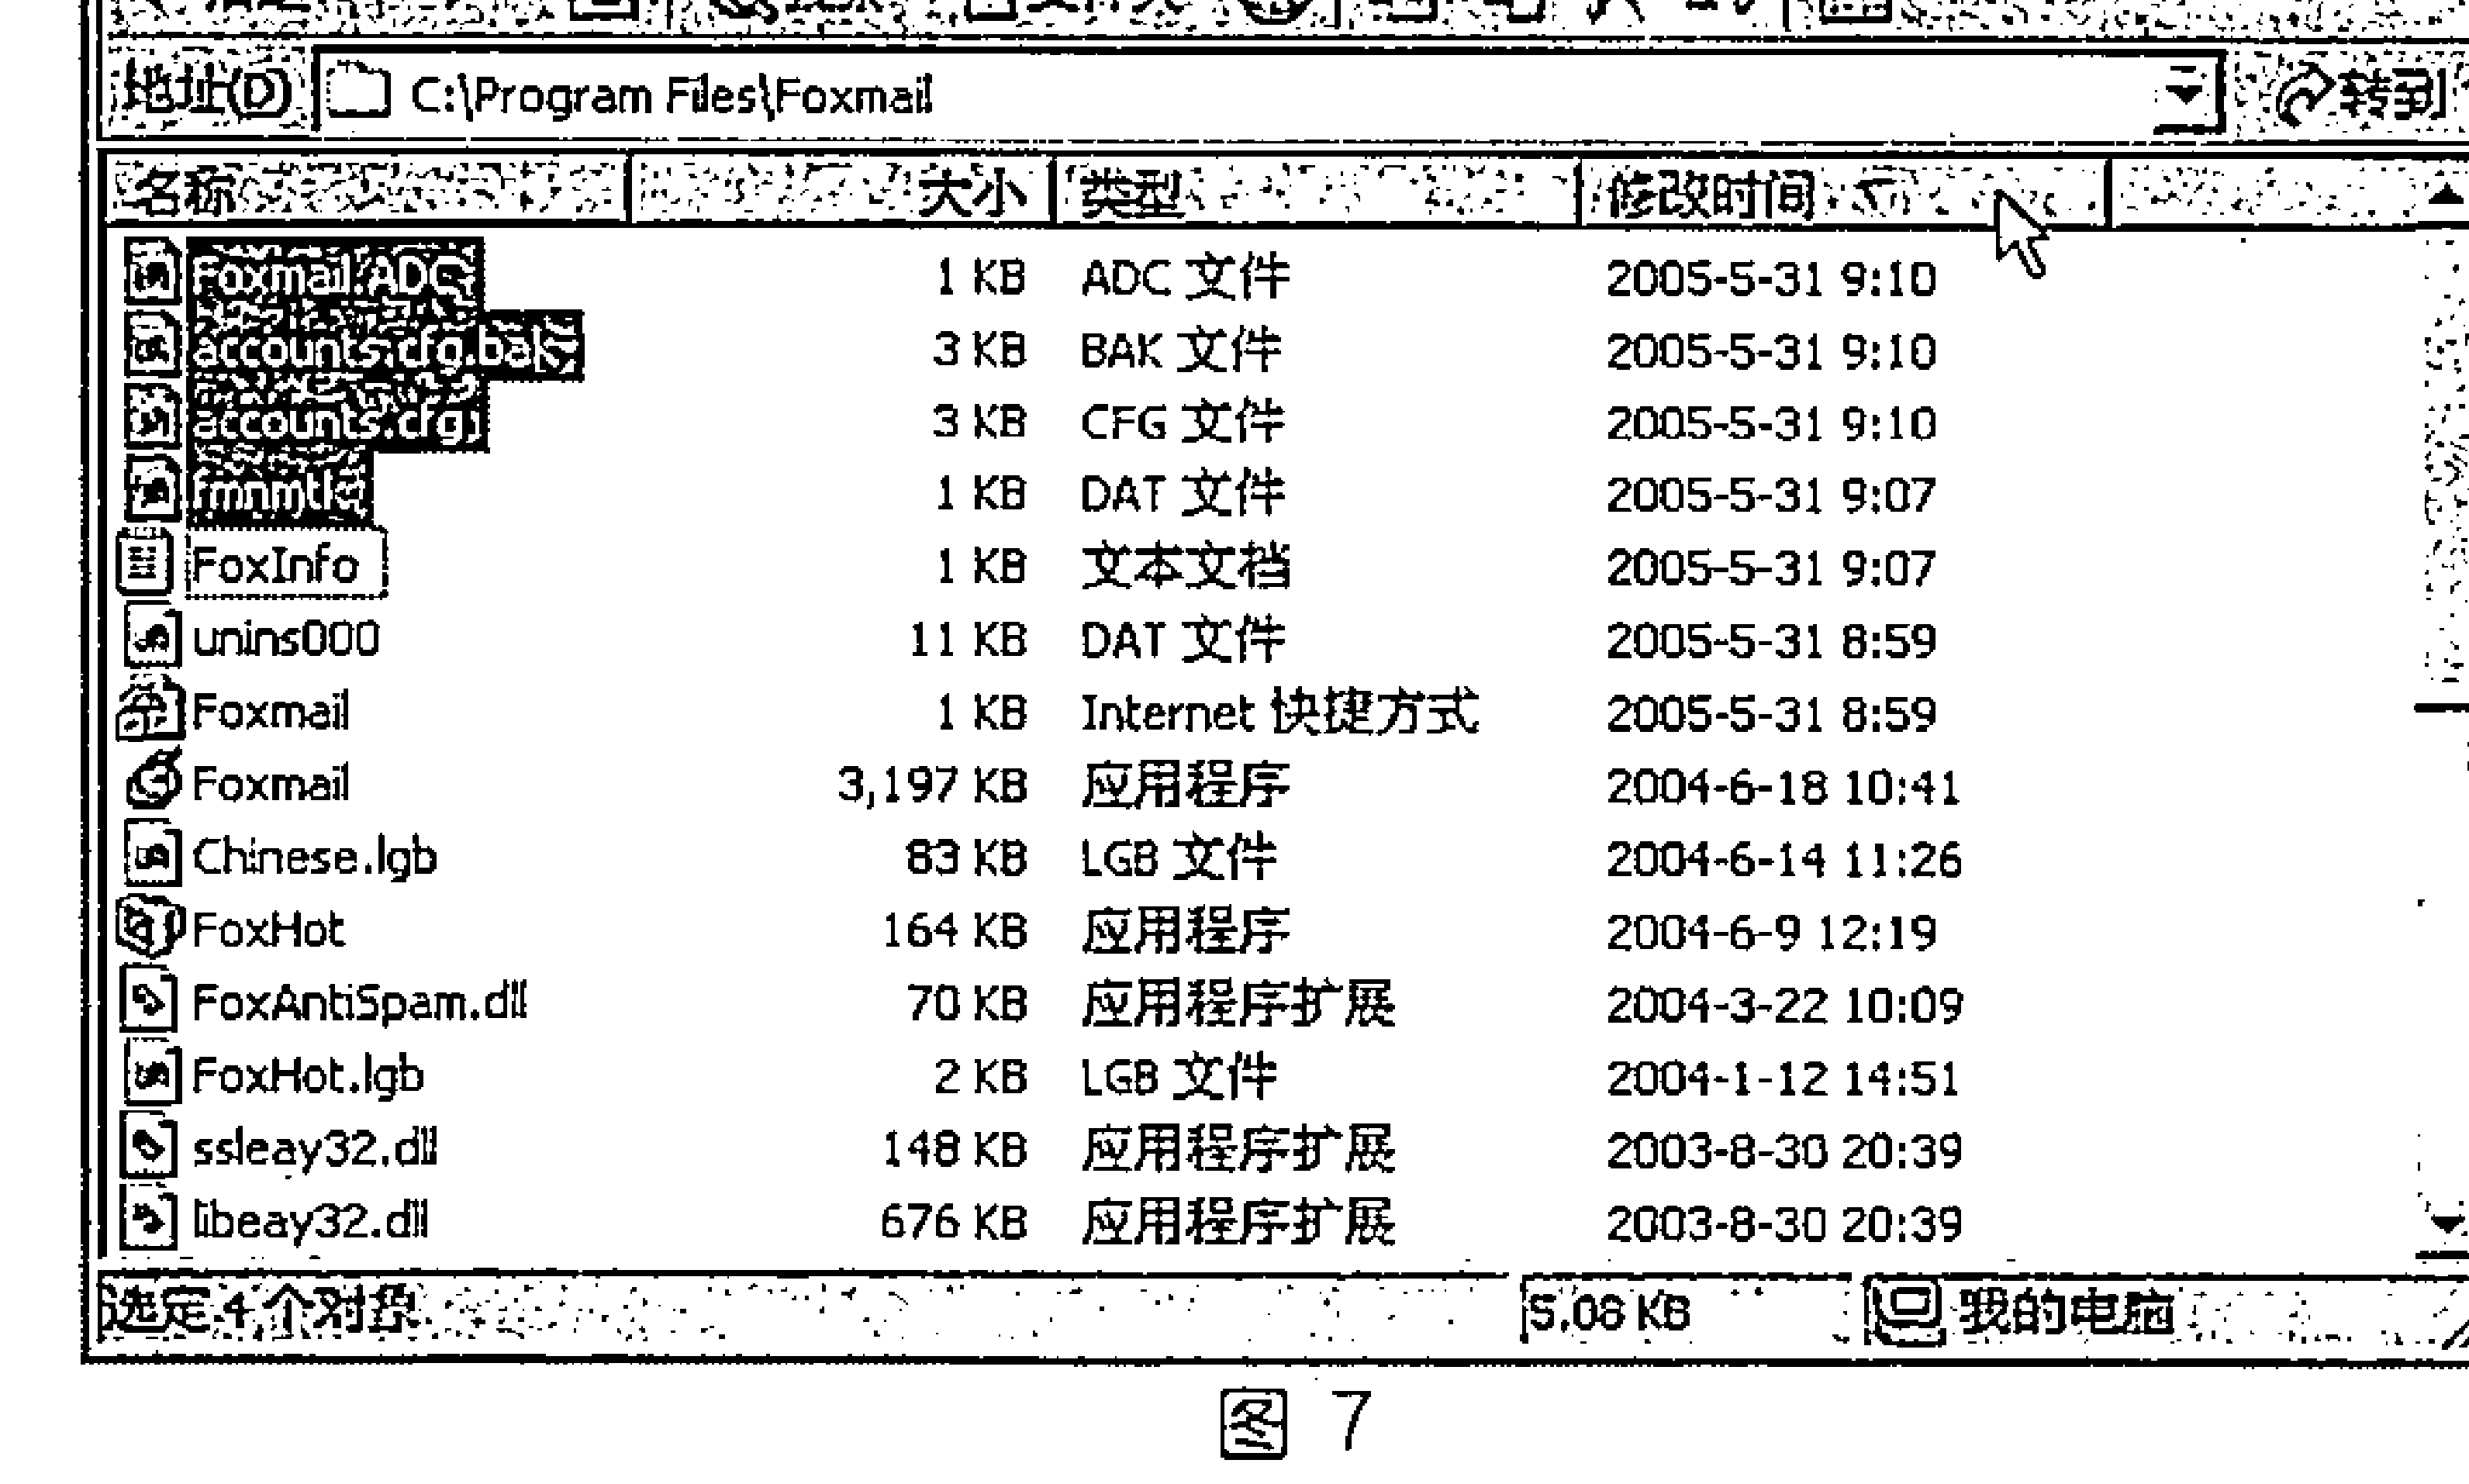 地址(D) C:\Program Files\Foxmail 转到
名称 大小 类型 修改时间
Foxmail.ADC 1 KB ADC 文件 2005-5-31 9:10
accounts.cfg.bak 3 KB BAK 文件 2005-5-31 9:10
accounts.cfg 3 KB CFG 文件 2005-5-31 9:10
1 KB DAT 文件 2005-5-31 9:07
FoxInfo 1 KB 文本文档 2005-5-31 9:07
unins000 11 KB DAT 文件 2005-5-31 8:59
Foxmail 1 KB Internet 快捷方式 2005-5-31 8:59
Foxmail 3,197 KB 应用程序 2004-6-18 10:41
Chinese.lgb 83 KB LGB 文件 2004-6-14 11:26
FoxHot 164 KB 应用程序 2004-6-9 12:19
FoxAntiSpam.dll 70 KB 应用程序扩展 2004-3-22 10:09
FoxHot.lgb 2 KB LGB 文件 2004-1-12 14:51
ssleay32.dll 148 KB 应用程序扩展 2003-8-30 20:39
libeay32.dll 676 KB 应用程序扩展 2003-8-30 20:39
选定 4 个对象 KB 我的电脑
图 7